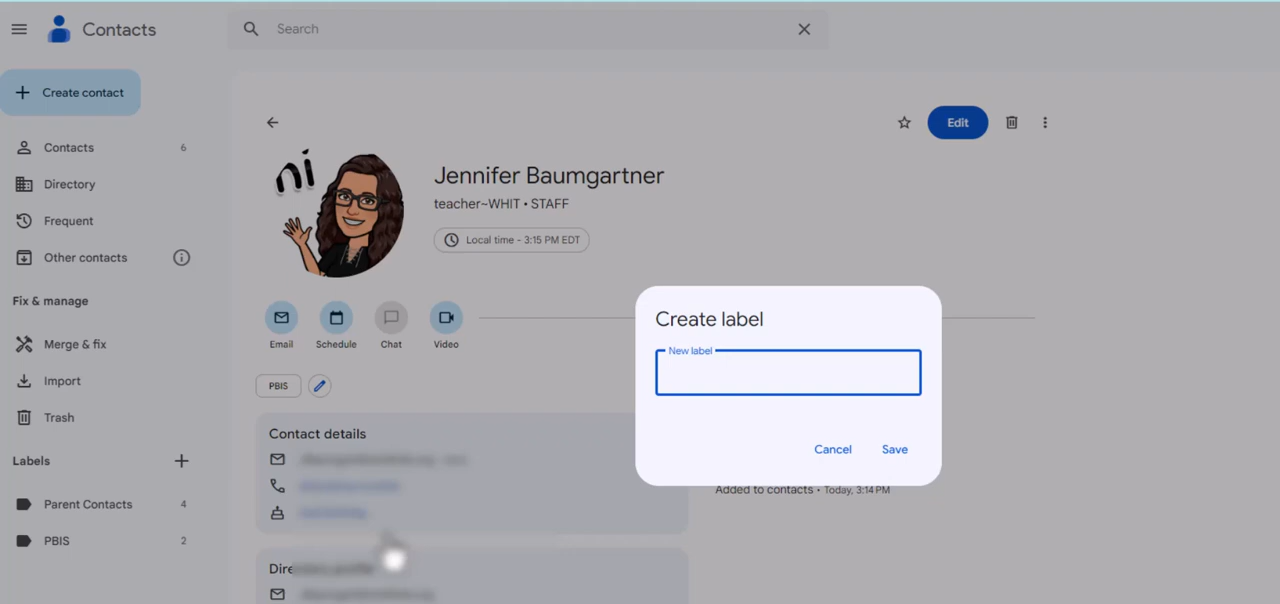 Contacts
Search
Create contact
Contacts 6
Directory
Frequent
Other contacts
Fix & manage
Merge & fix
Import
Trash
Labels
Parent Contacts 4
PBIS 2
Edit
Jennifer Baumgartner
teacher~WHIT • STAFF
Local time - 3:15 PM EDT
Email
Schedule
Chat
Video
PBIS
Contact details
Create label
New label
Cancel
Save
Added to contacts • Today, 3:14 PM